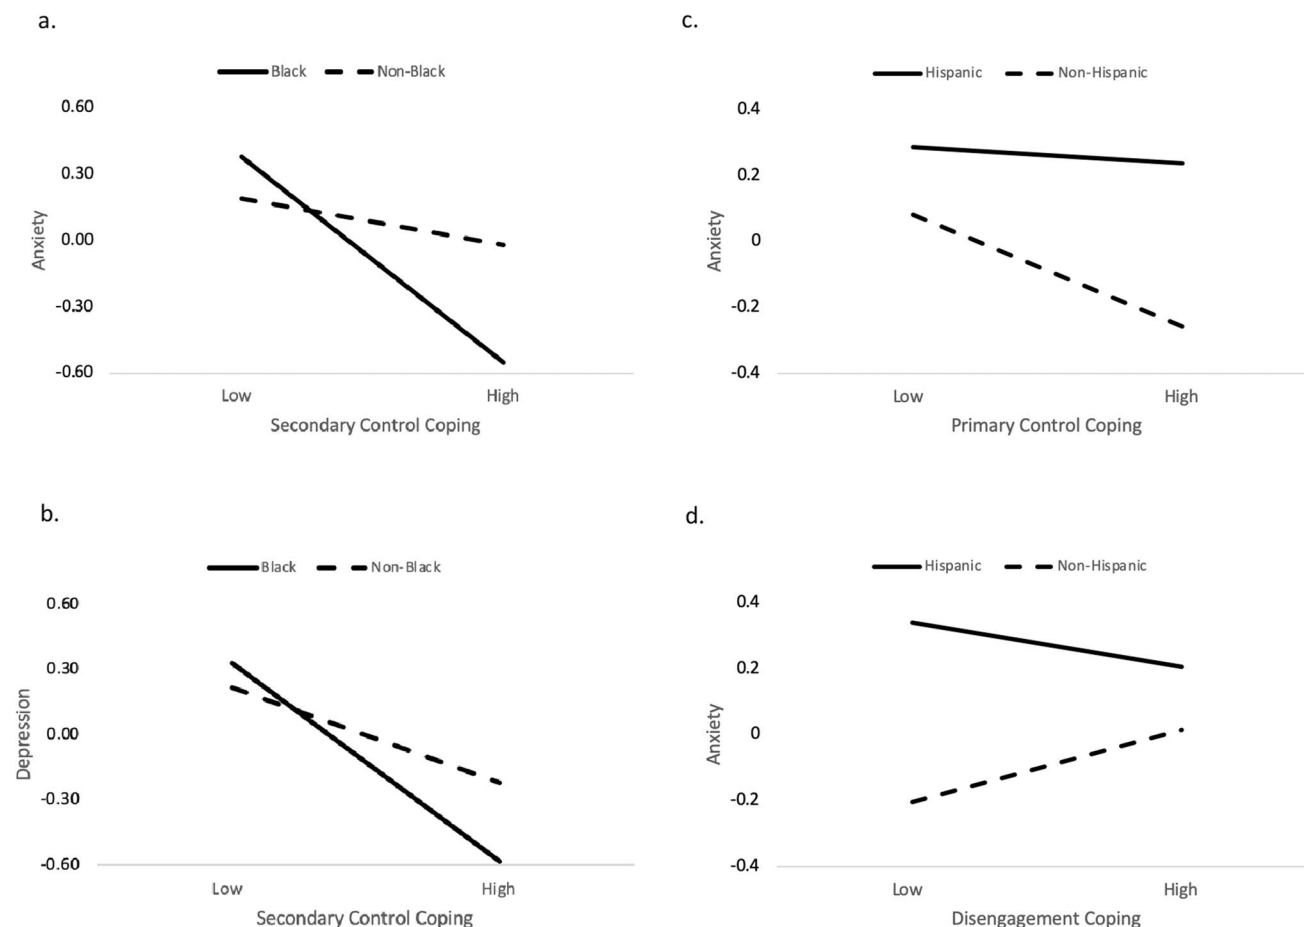 a.
Black Non-Black
0.60
0.30
0.00
-0.30
-0.60
Anxiety
Low High
Secondary Control Coping
b.
Black Non-Black
0.60
0.30
0.00
-0.30
-0.60
Depression
Low High
Secondary Control Coping
c.
Hispanic Non-Hispanic
0.4
0.2
0
-0.2
-0.4
Anxiety
Low High
Primary Control Coping
d.
Hispanic Non-Hispanic
0.4
0.2
0
-0.2
-0.4
Anxiety
Low High
Disengagement Coping